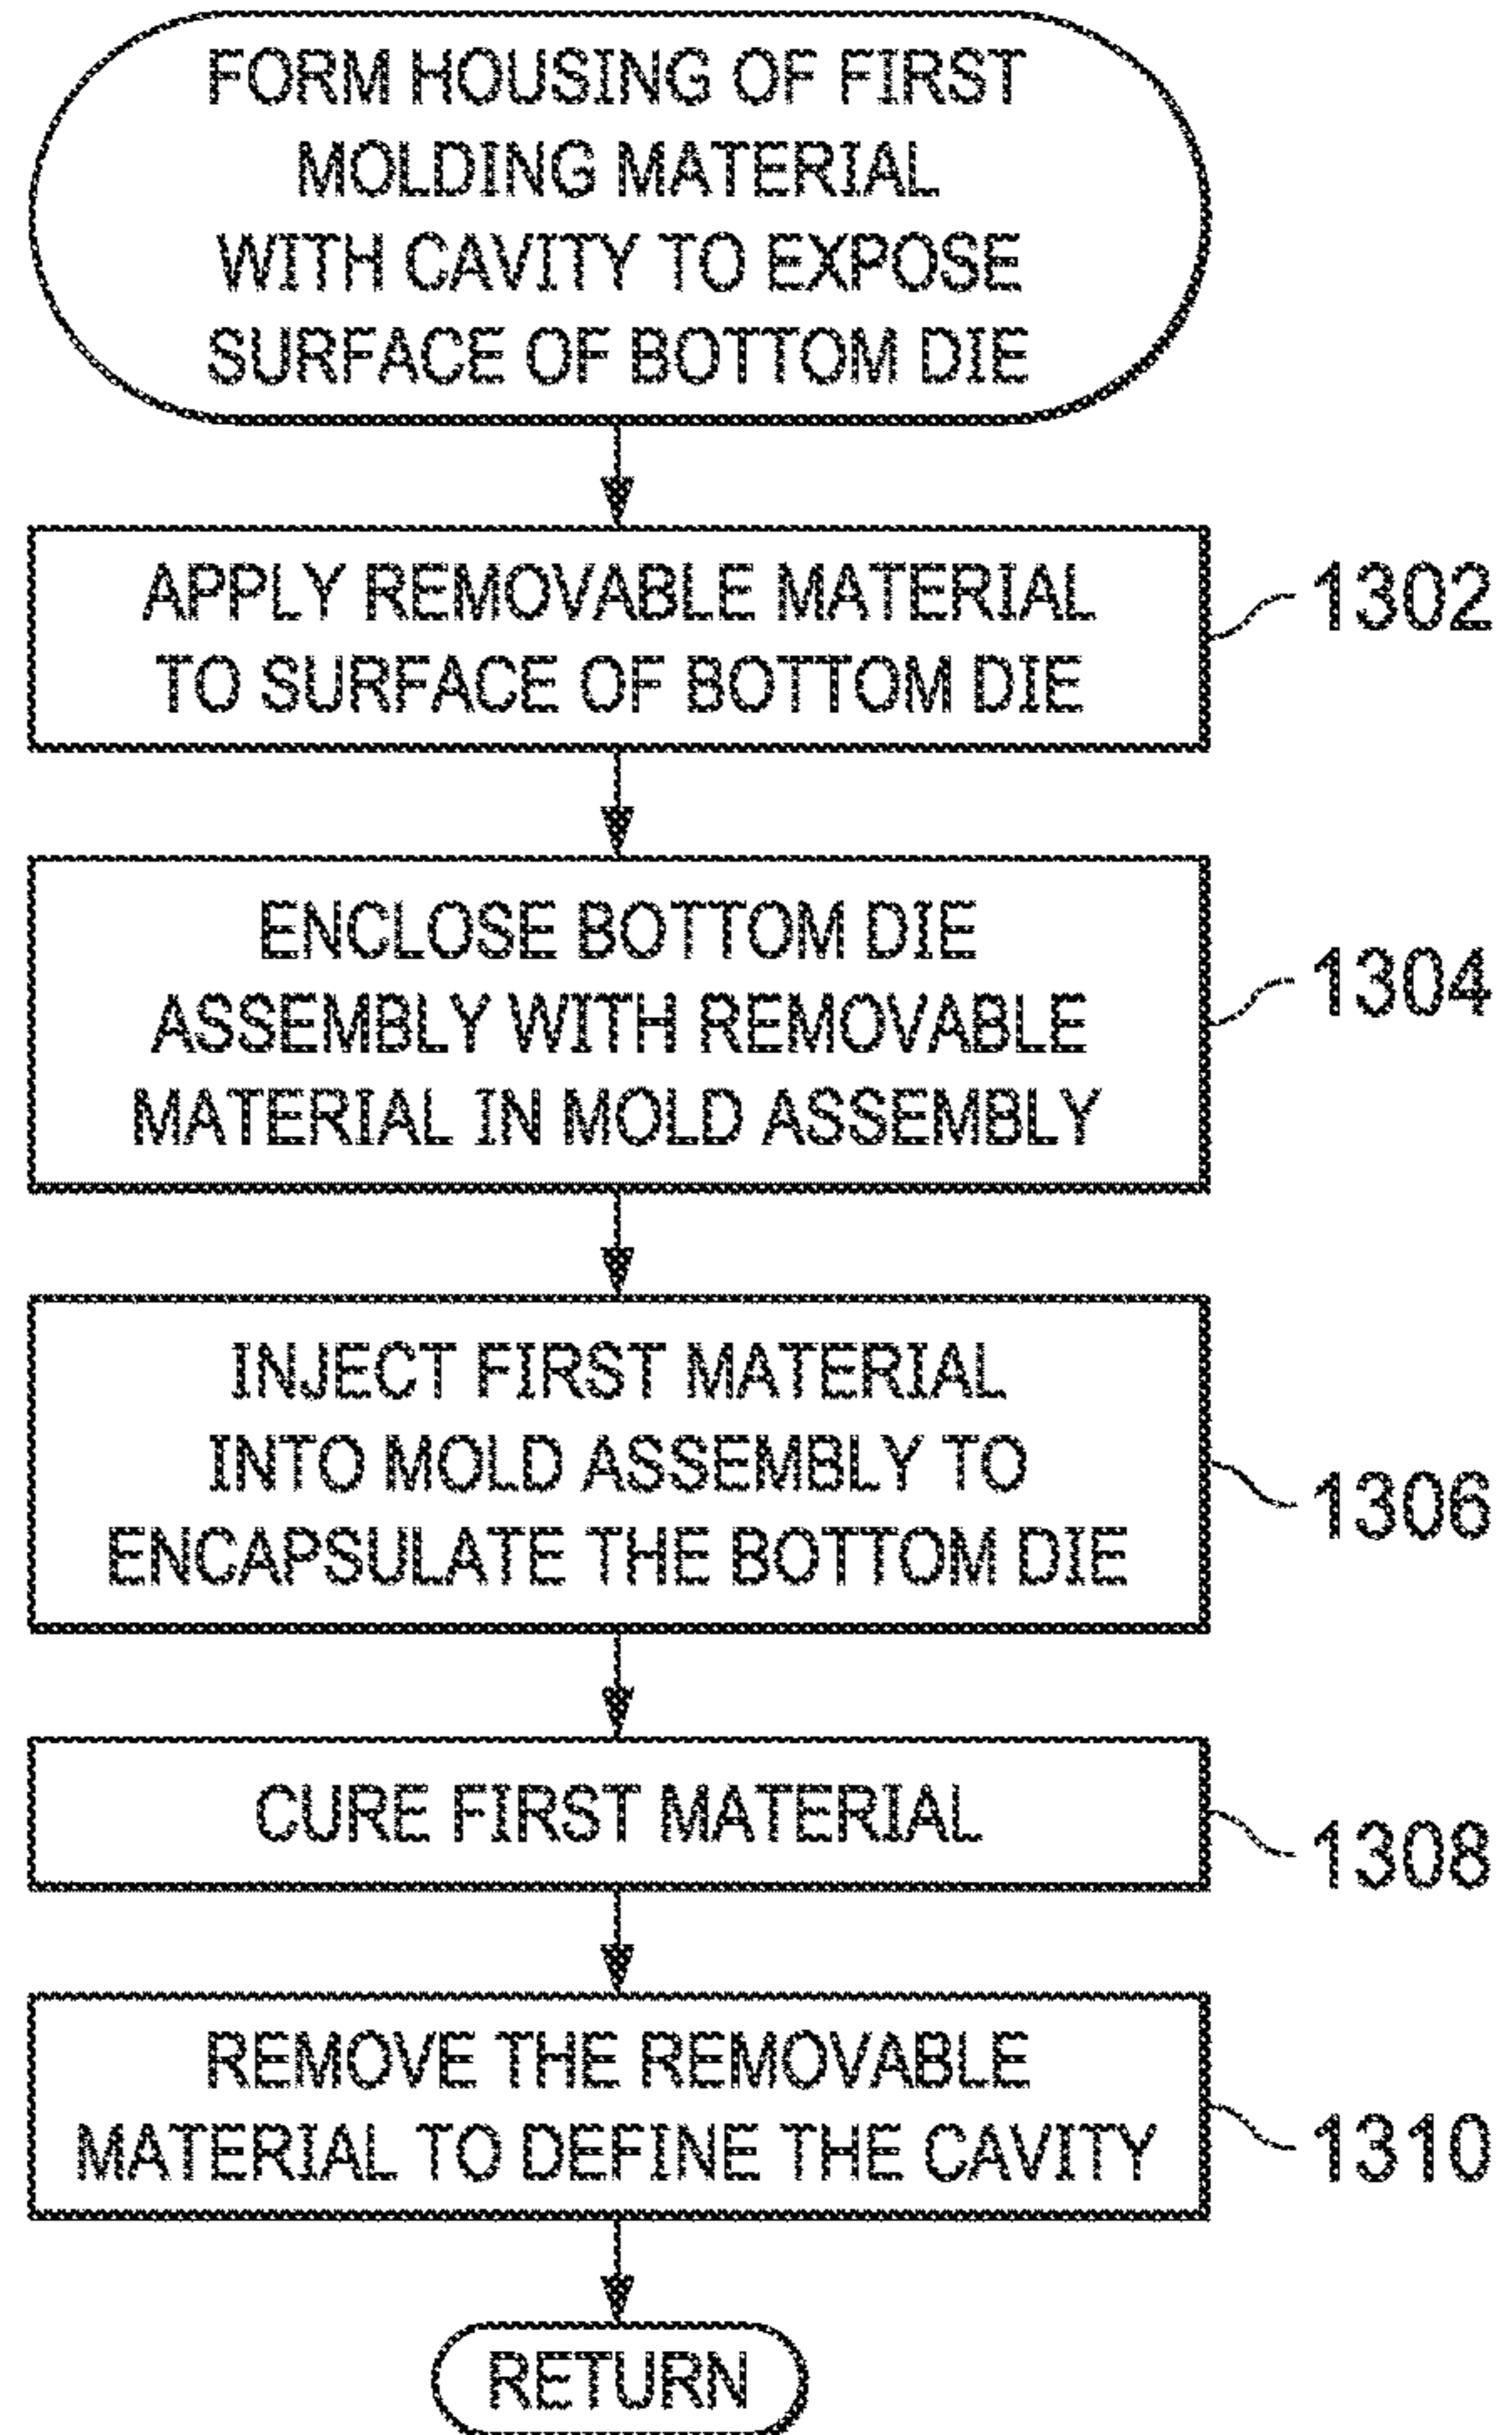 FORM HOUSING OF FIRST
MOLDING MATERIAL
WITH CAVITY TO EXPOSE
SURFACE OF BOTTOM DIE
APPLY REMOVABLE MATERIAL
TO SURFACE OF BOTTOM DIE
1302
ENCLOSE BOTTOM DIE
ASSEMBLY WITH REMOVABLE
MATERIAL IN MOLD ASSEMBLY
1304
INJECT FIRST MATERIAL
INTO MOLD ASSEMBLY TO
ENCAPSULATE THE BOTTOM DIE
1306
CURE FIRST MATERIAL
1308
REMOVE THE REMOVABLE
MATERIAL TO DEFINE THE CAVITY
1310
RETURN